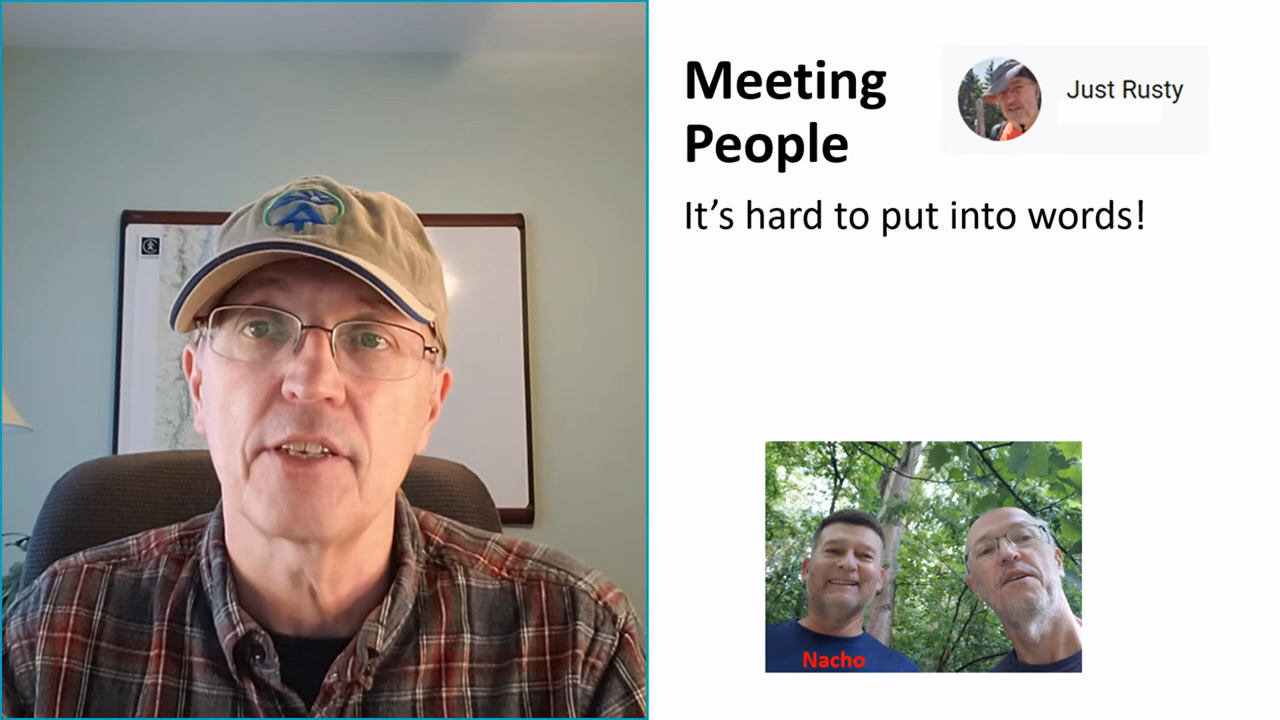 Meeting
People
Just Rusty
It's hard to put into words!
Nacho